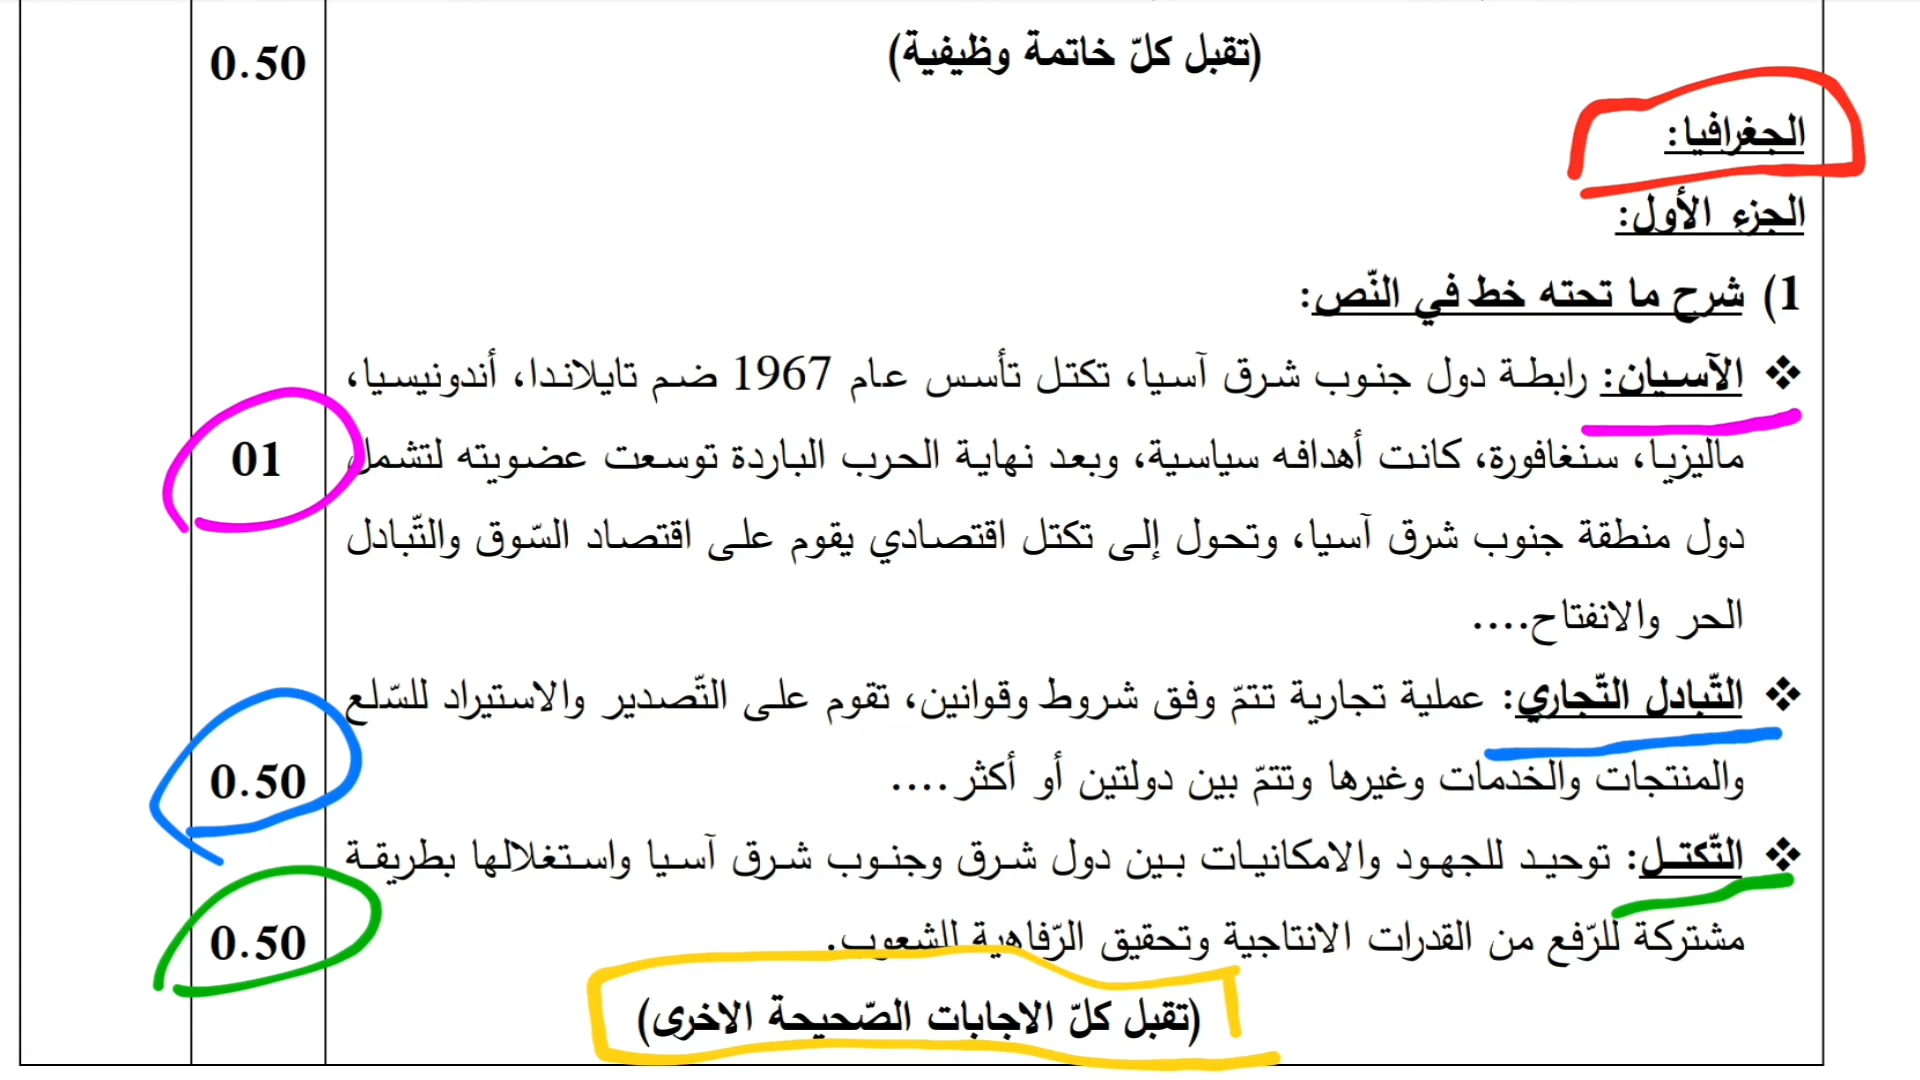 (تقبل كلّ خاتمة وظيفية)
0.50
الجغرافيا:
الجزء الأول:
1) شرح ما تحته خط في النّص:
❖ الآسيان: رابطة دول جنوب شرق آسيا، تكتل تأسس عام 1967 ضم تايلاندا، أندونيسيا،
ماليزيا، سنغافورة، كانت أهدافه سياسية، وبعد نهاية الحرب الباردة توسعت عضويته لتشمل
01
دول منطقة جنوب شرق آسيا، وتحول إلى تكتل اقتصادي يقوم على اقتصاد السّوق والتّبادل
الحر والانفتاح....
❖ التّبادل التّجاري: عملية تجارية تتمّ وفق شروط وقوانين، تقوم على التّصدير والاستيراد للسّلع
والمنتجات والخدمات وغيرها وتتمّ بين دولتين أو أكثر....
0.50
❖ التّكتل: توحيد للجهود والامكانيات بين دول شرق وجنوب شرق آسيا واستغلالها بطريقة
مشتركة للرّفع من القدرات الانتاجية وتحقيق الرّفاهية للشعوب.
0.50
(تقبل كلّ الاجابات الصّحيحة الاخرى)